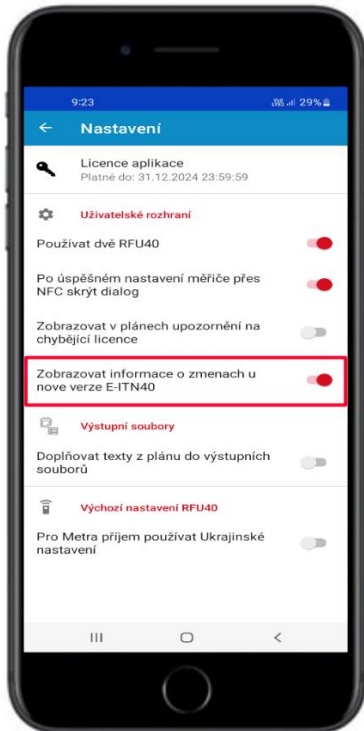 9:23
29%
Nastavení
Licence aplikace
Platné do: 31.12.2024 23:59:59
Uživatelské rozhraní
Používat dvě RFU40
Po úspěšném nastavení měřiče přes
NFC skrýt dialog
Zobrazovat v plánech upozornění na
chybějící licence
Zobrazovat informace o zmenach u
nove verze E-ITN40
Výstupní soubory
Doplňovat texty z plánu do výstupních
souborů
Výchozí nastavení RFU40
Pro Metra příjem používat Ukrajinské
nastavení